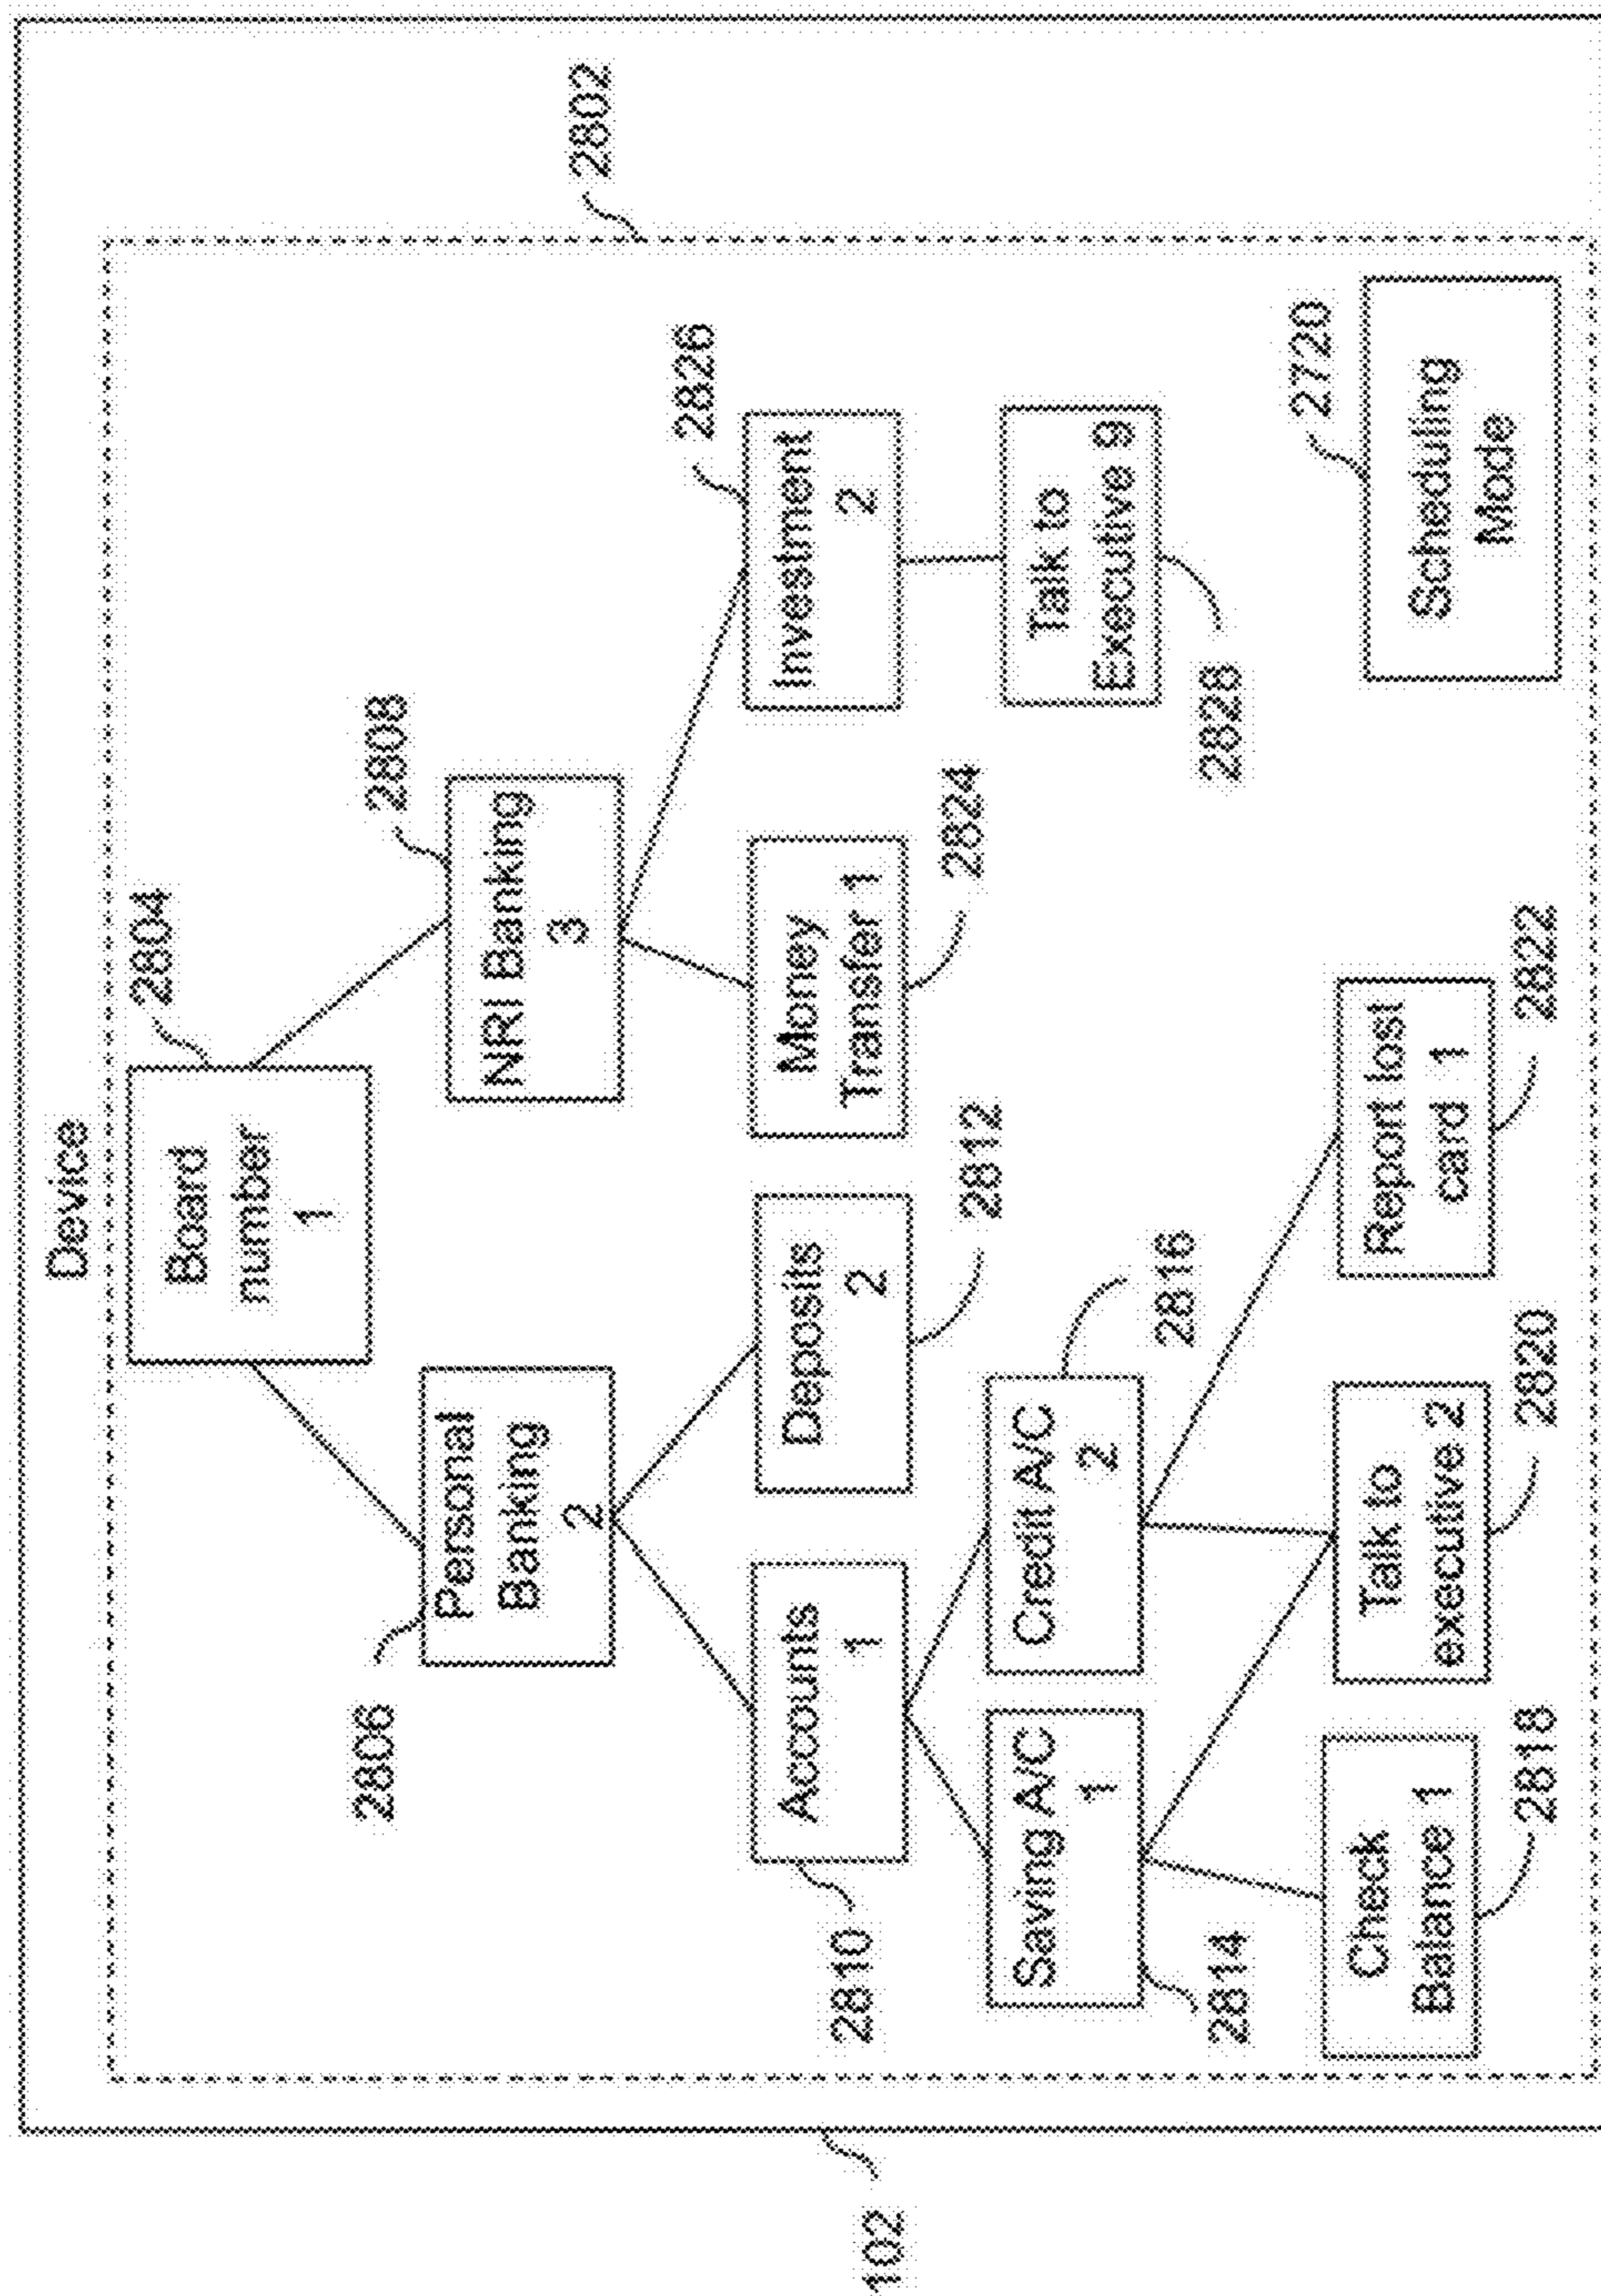 Device
2802
Board
number
1
2804
2806
Personal
Banking
2
NRI Banking
3
2808
2810
Accounts
1
Deposits
2
2812
Money
Transfer 1
2824
Investment
2
2826
Saving A/C
1
2814
Credit A/C
2
2816
Talk to
Executive 9
2828
Check
Balance 1
2818
Talk to
executive 2
2820
Report lost
card 1
2822
Scheduling
Mode
2720
102